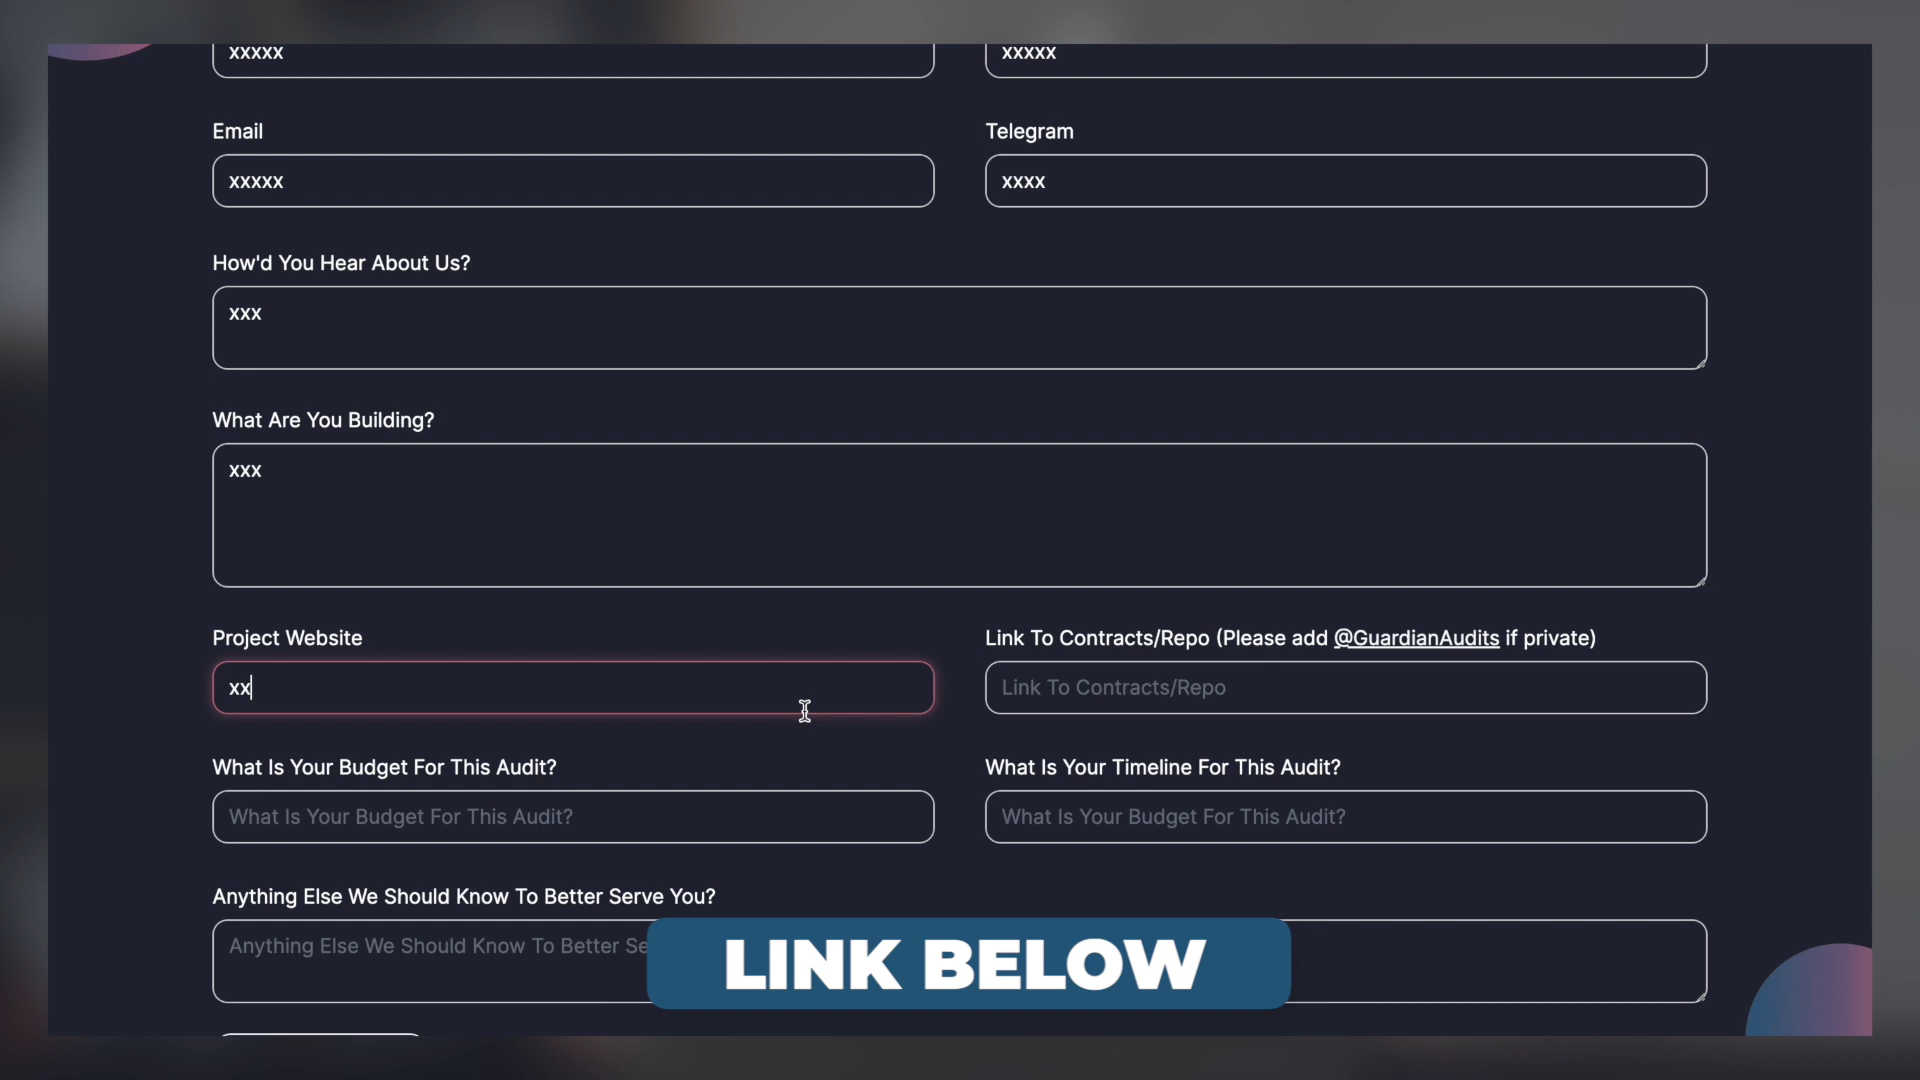 xxxxx
xxxxx
Email
Telegram
xxxxx
xxxx
How'd You Hear About Us?
xxx
What Are You Building?
xxx
Project Website
Link To Contracts/Repo (Please add @GuardianAudits if private)
xx
Link To Contracts/Repo
What Is Your Budget For This Audit?
What Is Your Timeline For This Audit?
What Is Your Budget For This Audit?
What Is Your Budget For This Audit?
Anything Else We Should Know To Better Serve You?
Anything Else We Should Know To Better Se
LINK BELOW